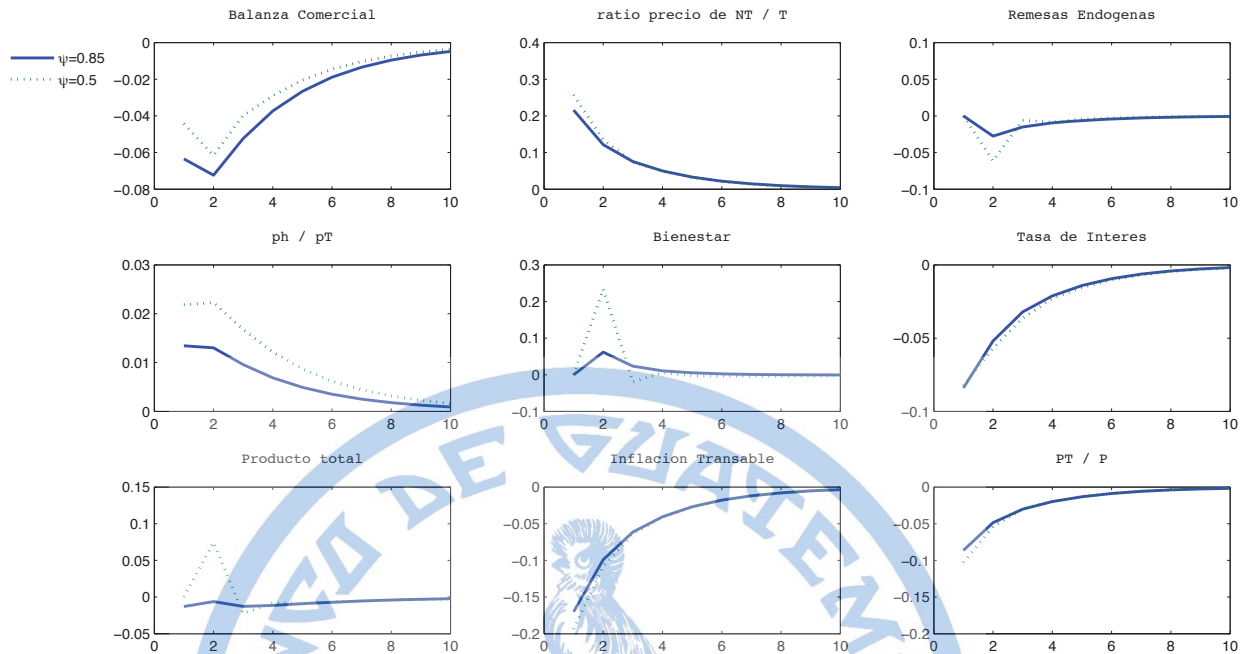 Balanza Comercial
ratio precio de NT / T
Remesas Endogenas
ψ=0.85
ψ=0.5
0
−0.02
−0.04
−0.06
−0.08
0 2 4 6 8 10
0.4
0.3
0.2
0.1
0
0 2 4 6 8 10
0.1
0.05
0
−0.05
−0.1
0 2 4 6 8 10
ph / pT
Bienestar
Tasa de Interes
0.03
0.02
0.01
0
0 2 4 6 8 10
0.3
0.2
0.1
0
−0.1
0 2 4 6 8 10
0
−0.05
−0.1
0 2 4 6 8 10
Producto total
Inflacion Transable
PT / P
0.15
0.1
0.05
0
−0.05
0 2 4 6 8 10
0
−0.05
−0.1
−0.15
−0.2
0 2 4 6 8 10
0
−0.05
−0.1
−0.15
−0.2
0 2 4 6 8 10
ICA DE GUATEM